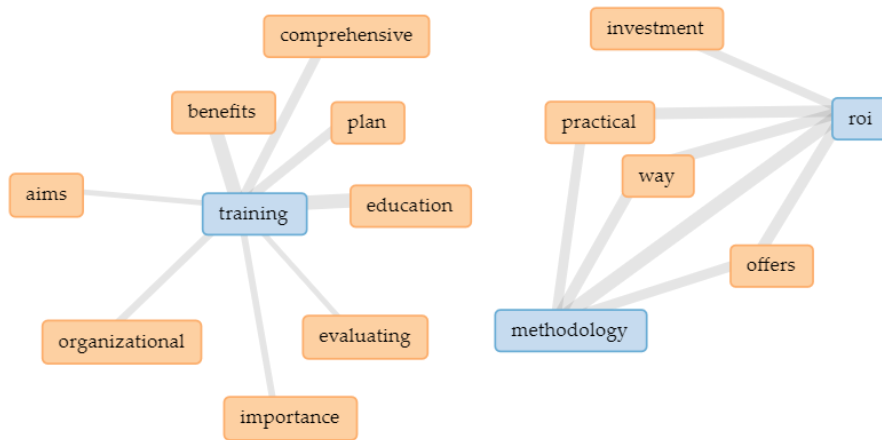 comprehensive
benefits
plan
aims
training
education
organizational
evaluating
importance
investment
practical
roi
way
offers
methodology